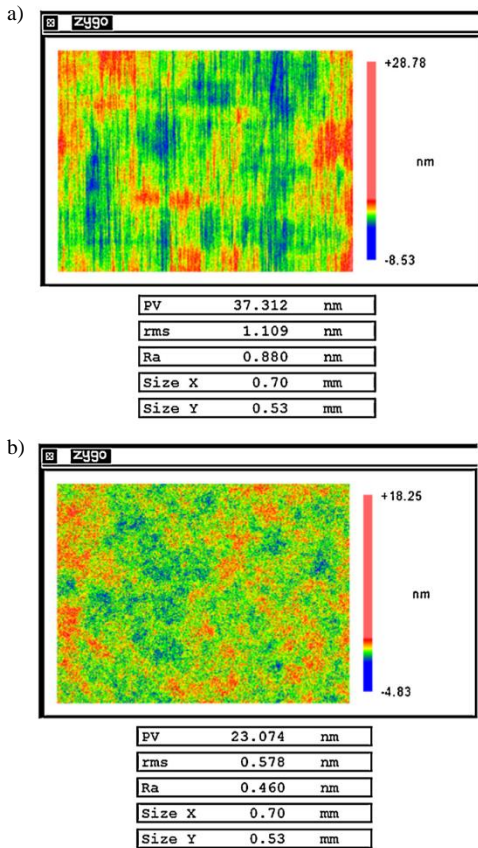 a)
zygo
+28.78
nm
-8.53
PV 37.312 nm
rms 1.109 nm
Ra 0.880 nm
Size X 0.70 mm
Size Y 0.53 mm
b)
zygo
+18.25
nm
-4.83
PV 23.074 nm
rms 0.578 nm
Ra 0.460 nm
Size X 0.70 mm
Size Y 0.53 mm